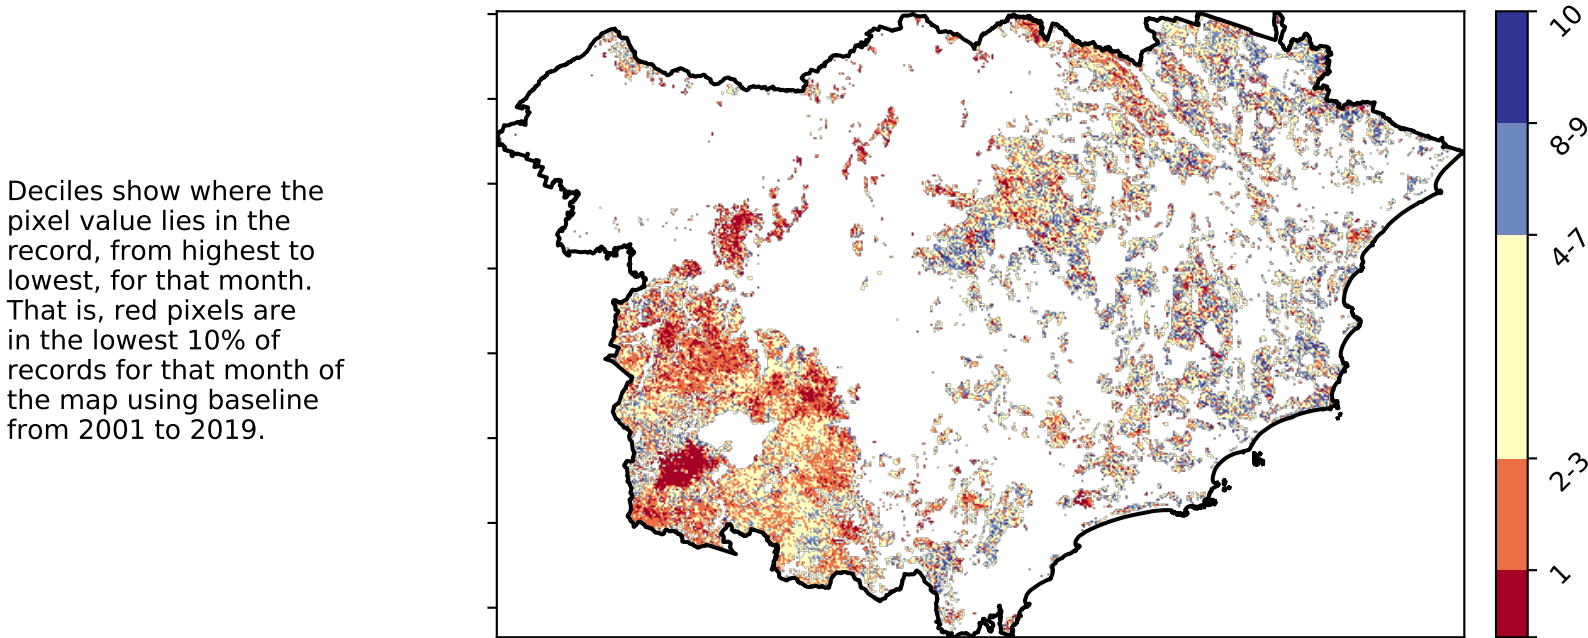 Deciles show where the
pixel value lies in the
record, from highest to
lowest, for that month.
That is, red pixels are
in the lowest 10% of
records for that month of
the map using baseline
from 2001 to 2019.
10
8-9
4-7
2-3
1